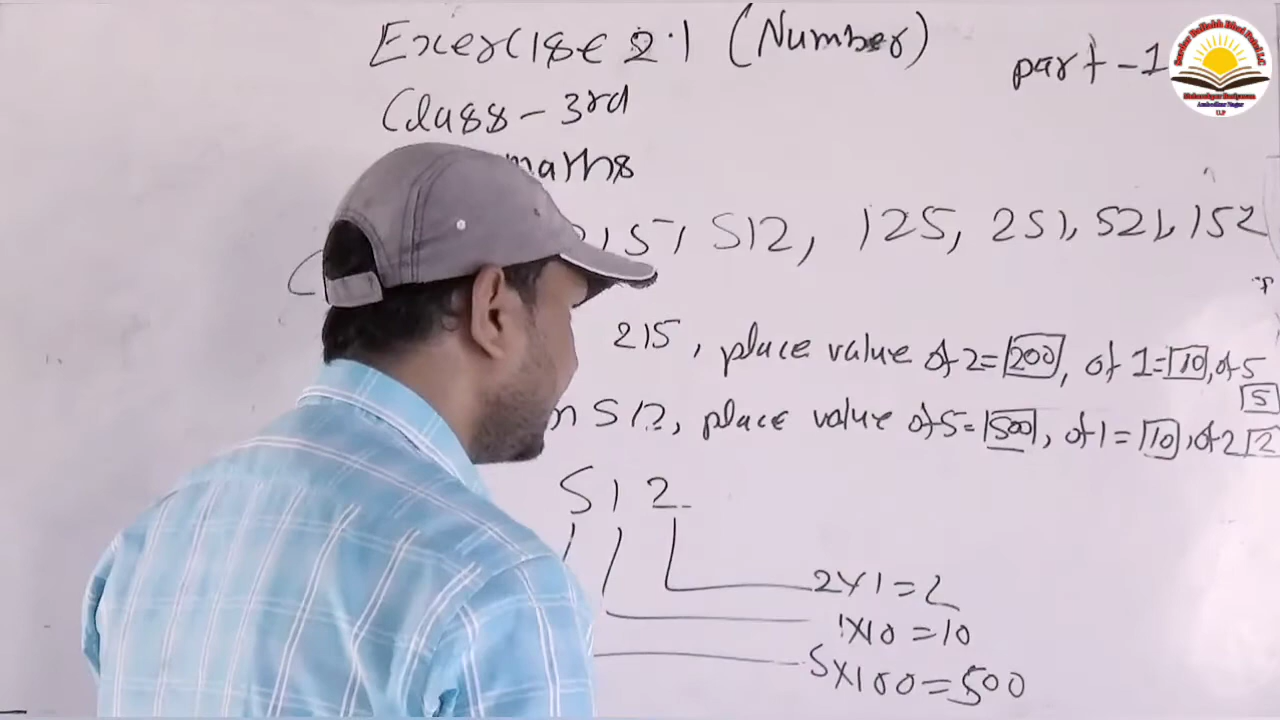 Exercise 2.1 (Number)
part - 1
Class - 3rd
maths
215, 512, 125, 251, 521, 152
215, place value of 2 = 200, of 1 = 10, of 5
5
In 512, place value of 5 = 500, of 1 = 10, of 2 2
512
2×1=2
1×10=10
5×100=500